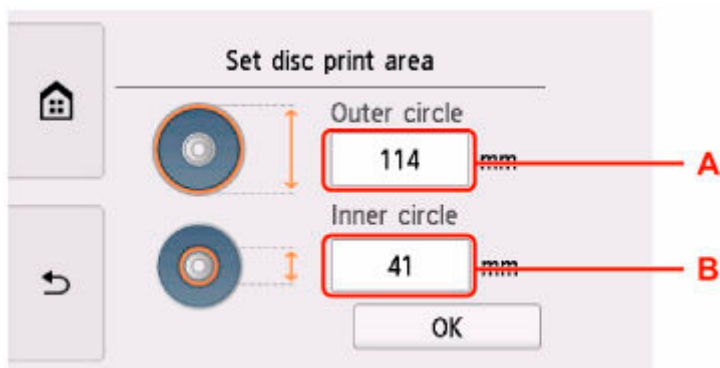 Set disc print area
Outer circle
114 mm A
Inner circle
41 mm B
OK